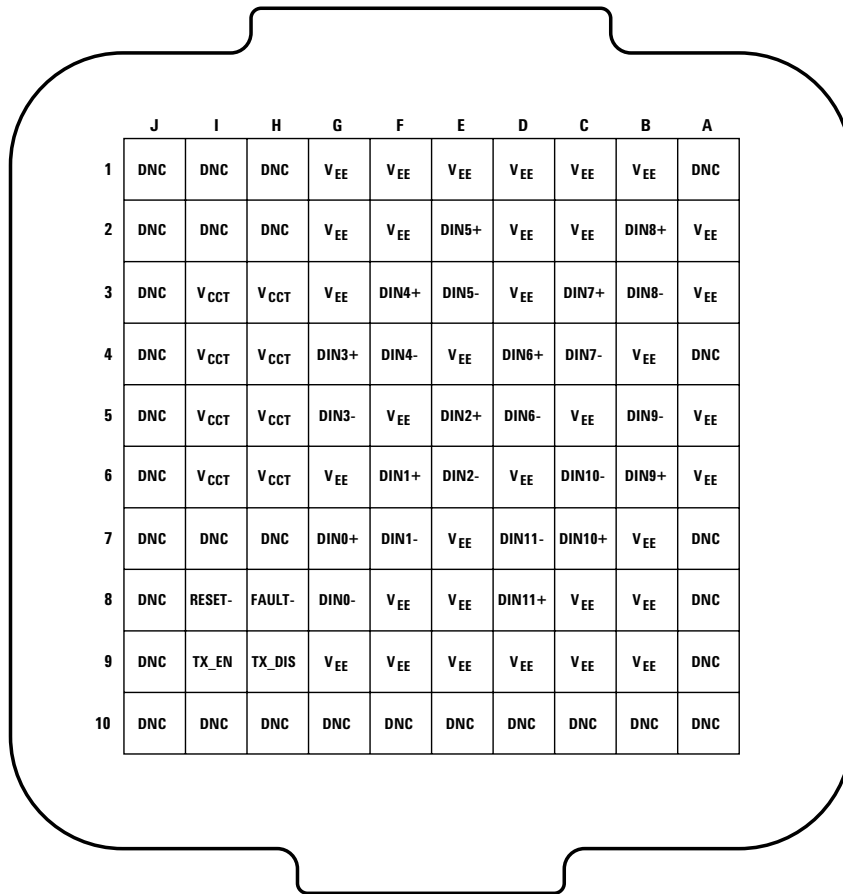 J I H G F E D C B A
1 DNC DNC DNC VEE VEE VEE VEE VEE VEE DNC
2 DNC DNC DNC VEE VEE DIN5+ VEE VEE DIN8+ VEE
3 DNC VCCT VCCT VEE DIN4+ DIN5- VEE DIN7+ DIN8- VEE
4 DNC VCCT VCCT DIN3+ DIN4- VEE DIN6+ DIN7- VEE DNC
5 DNC VCCT VCCT DIN3- VEE DIN2+ DIN6- VEE DIN9- VEE
6 DNC VCCT VCCT VEE DIN1+ DIN2- VEE DIN10- DIN9+ VEE
7 DNC DNC DNC DIN0+ DIN1- VEE DIN11- DIN10+ VEE DNC
8 DNC RESET- FAULT- DIN0- VEE VEE DIN11+ VEE VEE DNC
9 DNC TX_EN TX_DIS VEE VEE VEE VEE VEE VEE DNC
10 DNC DNC DNC DNC DNC DNC DNC DNC DNC DNC